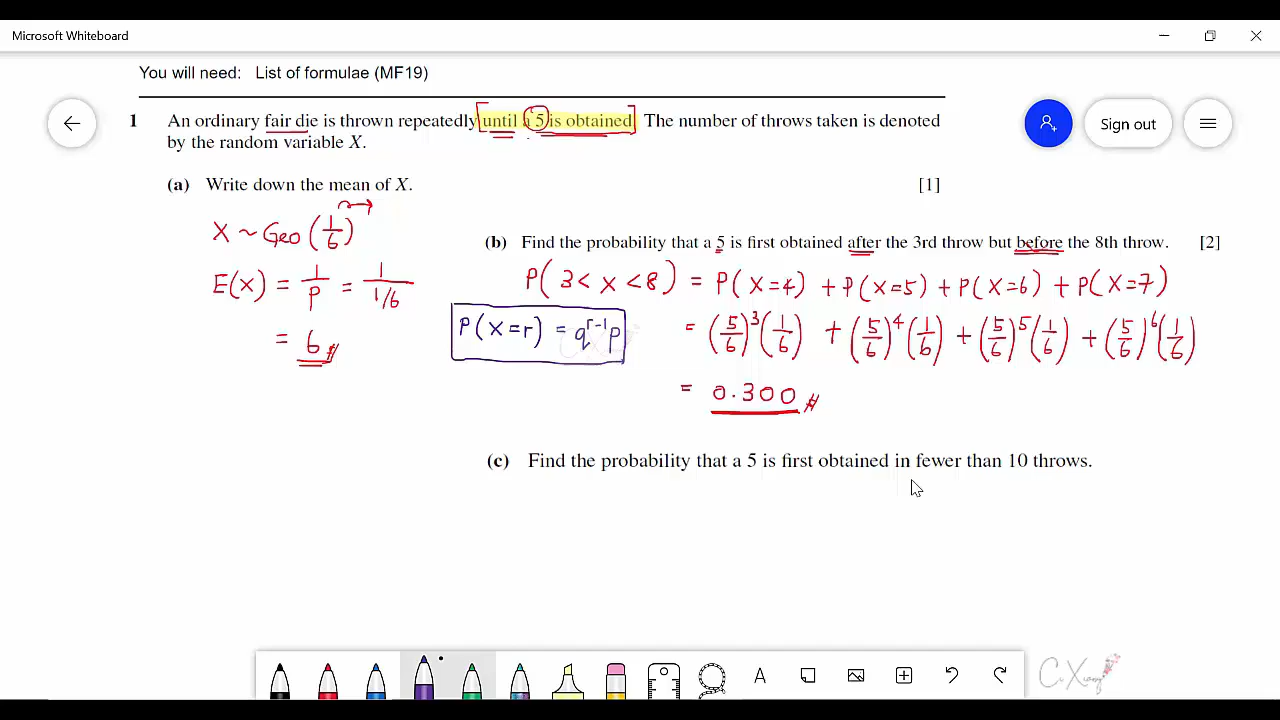 Microsoft Whiteboard
You will need: List of formulae (MF19)
1 An ordinary fair die is thrown repeatedly until a 5 is obtained. The number of throws taken is denoted
by the random variable X.
Sign out
(a) Write down the mean of X. [1]
X ~ Geo (1/6)
E(X) = 1/p = 1/(1/6)
= 6 #
(b) Find the probability that a 5 is first obtained after the 3rd throw but before the 8th throw. [2]
P(3 < X < 8) = P(X=4) + P(X=5) + P(X=6) + P(X=7)
P(X=r) = q^(r-1) p
= (5/6)^3 (1/6) + (5/6)^4 (1/6) + (5/6)^5 (1/6) + (5/6)^6 (1/6)
= 0.300 #
(c) Find the probability that a 5 is first obtained in fewer than 10 throws.
A